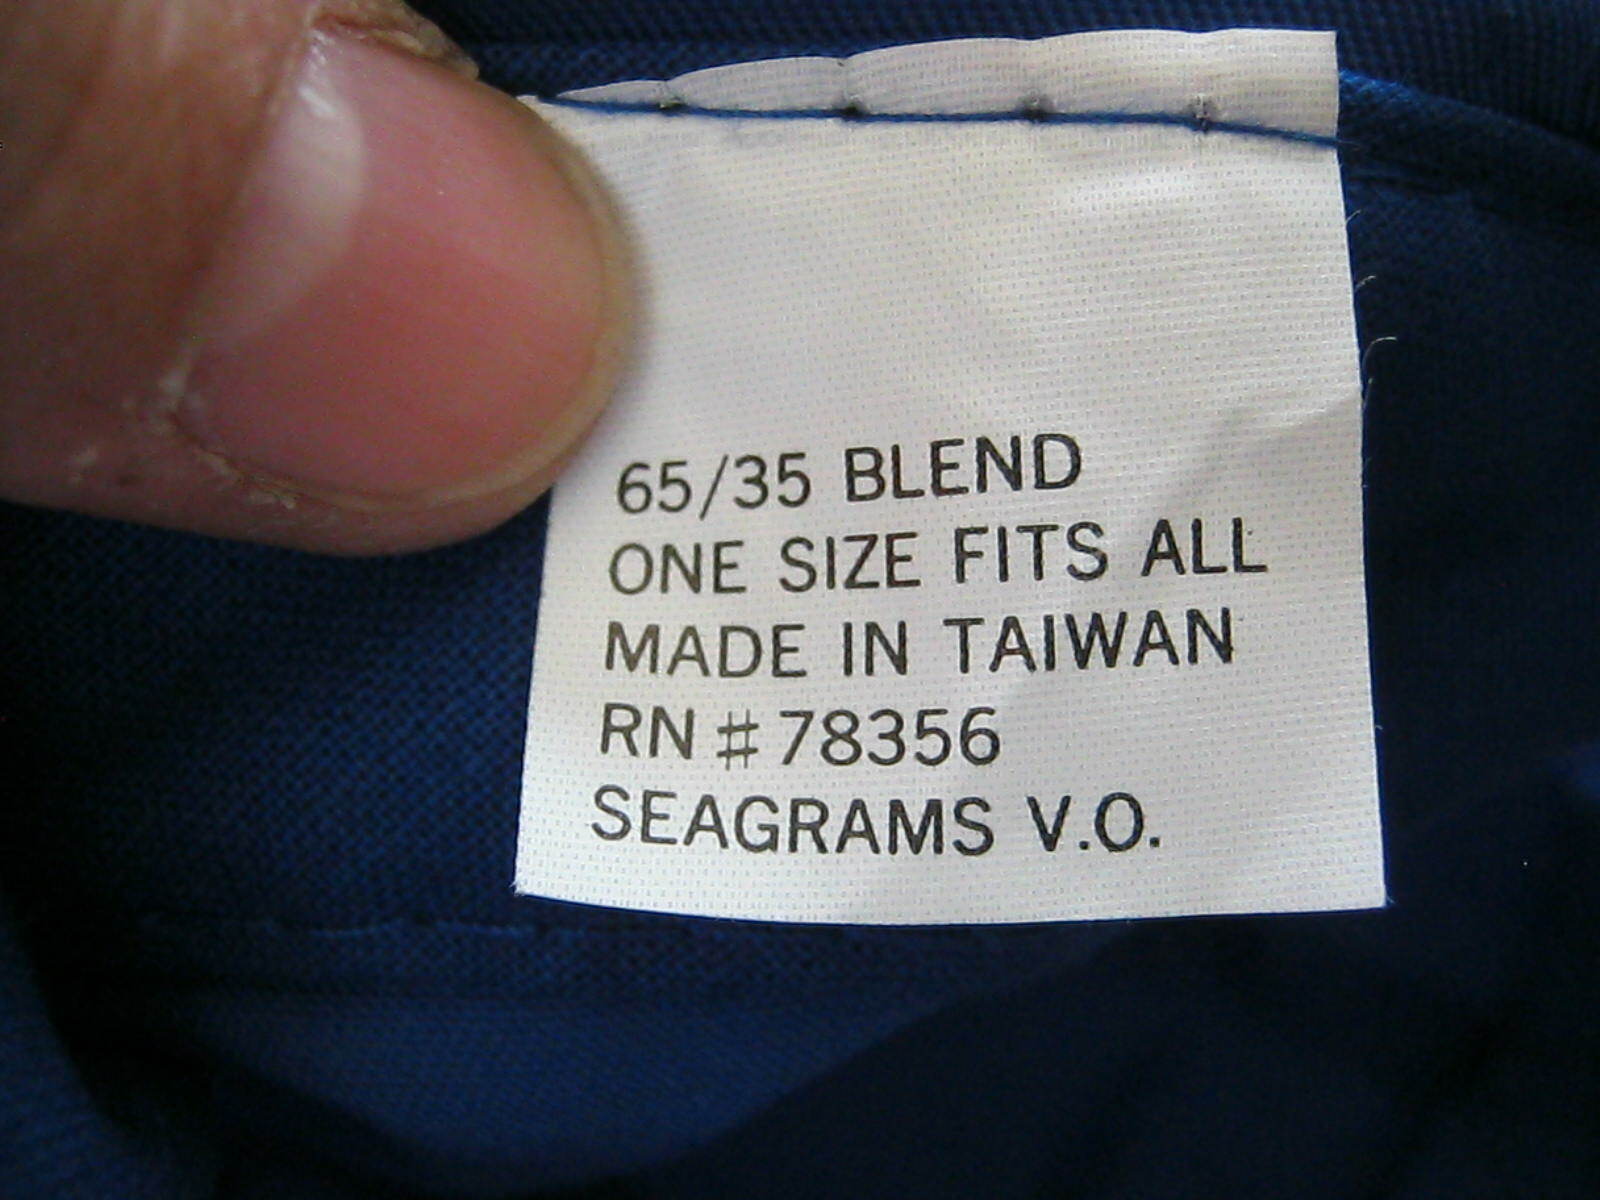 65/35 BLEND
ONE SIZE FITS ALL
MADE IN TAIWAN
RN # 78356
SEAGRAMS V.O.